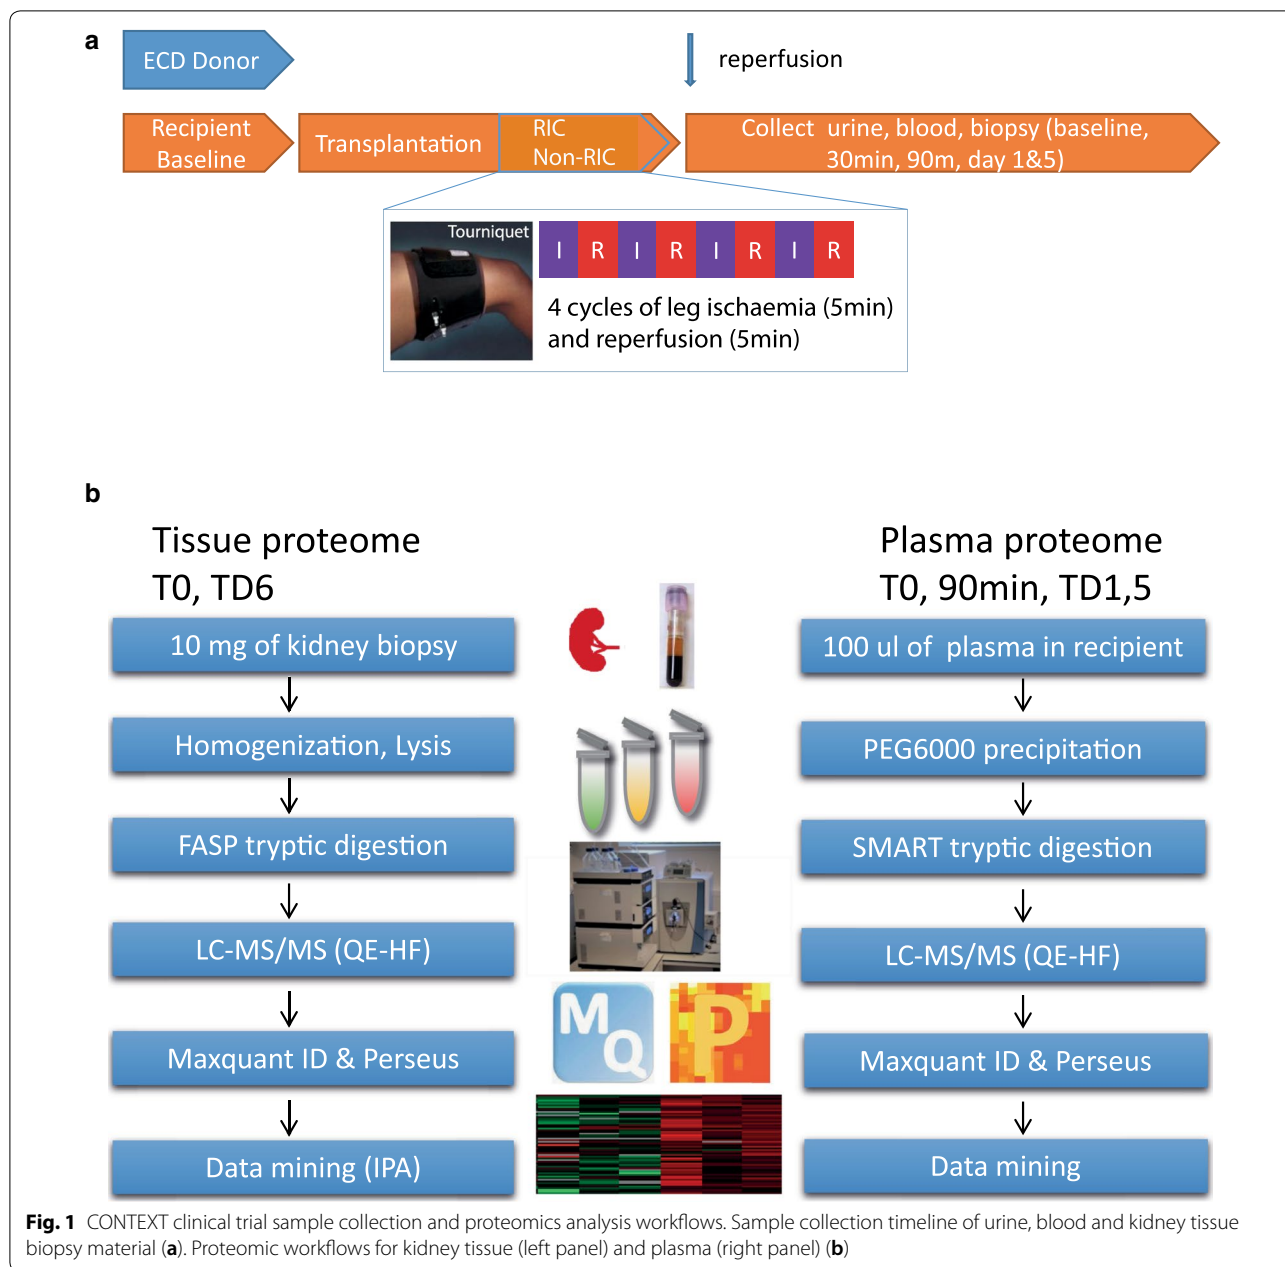 a
ECD Donor
reperfusion
Recipient
Baseline
Transplantation
RIC
Non-RIC
Collect urine, blood, biopsy (baseline,
30min, 90m, day 1&5)
Tourniquet
I R I R I R I R
4 cycles of leg ischaemia (5min)
and reperfusion (5min)
b
Tissue proteome
T0, TD6
10 mg of kidney biopsy
Homogenization, Lysis
FASP tryptic digestion
LC-MS/MS (QE-HF)
Maxquant ID & Perseus
Data mining (IPA)
M
Q
P
Plasma proteome
T0, 90min, TD1,5
100 ul of plasma in recipient
PEG6000 precipitation
SMART tryptic digestion
LC-MS/MS (QE-HF)
Maxquant ID & Perseus
Data mining
Fig. 1 CONTEXT clinical trial sample collection and proteomics analysis workflows. Sample collection timeline of urine, blood and kidney tissue
biopsy material (a). Proteomic workflows for kidney tissue (left panel) and plasma (right panel) (b)